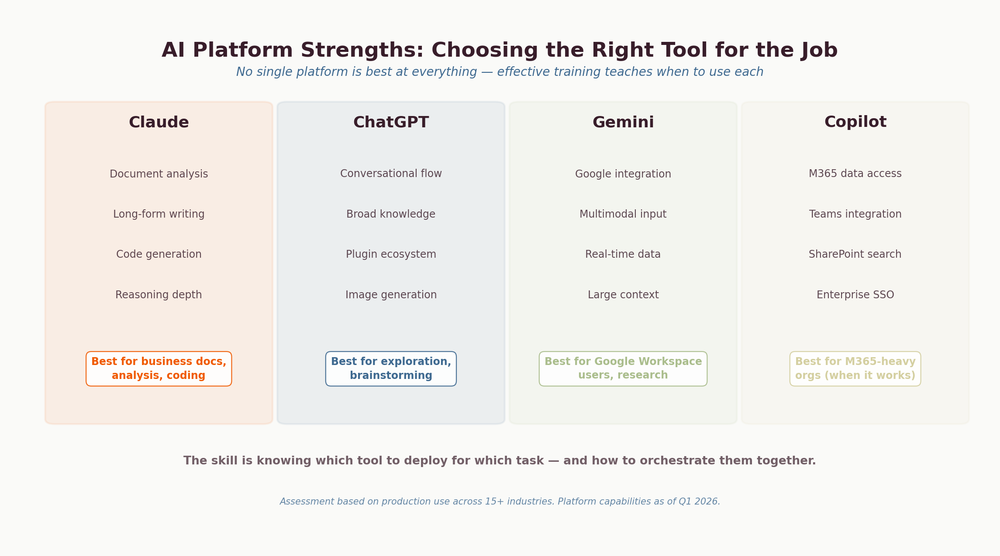 AI Platform Strengths: Choosing the Right Tool for the Job
No single platform is best at everything — effective training teaches when to use each
Claude
Document analysis
Long-form writing
Code generation
Reasoning depth
Best for business docs,
analysis, coding
ChatGPT
Conversational flow
Broad knowledge
Plugin ecosystem
Image generation
Best for exploration,
brainstorming
Gemini
Google integration
Multimodal input
Real-time data
Large context
Best for Google Workspace
users, research
Copilot
M365 data access
Teams integration
SharePoint search
Enterprise SSO
Best for M365-heavy
orgs (when it works)
The skill is knowing which tool to deploy for which task — and how to orchestrate them together.
Assessment based on production use across 15+ industries. Platform capabilities as of Q1 2026.